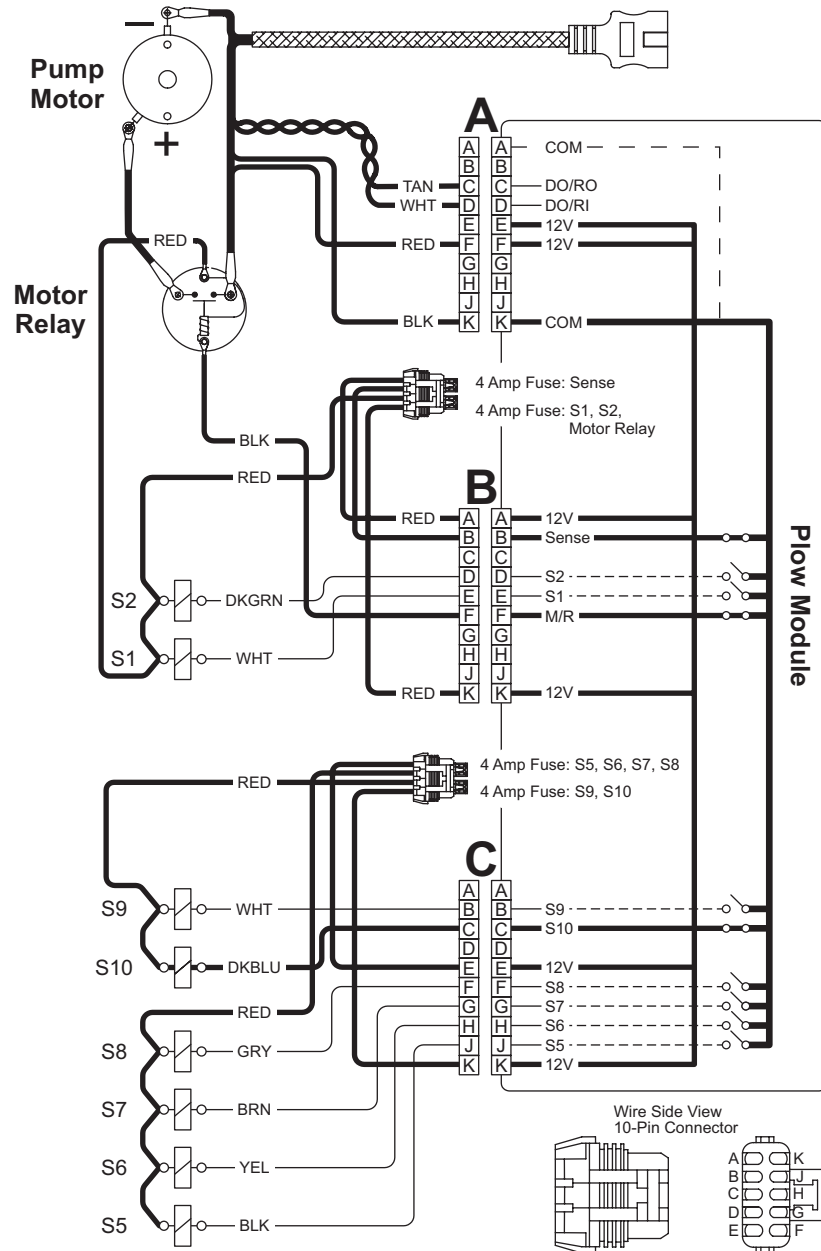 −
Pump
Motor
+
RED
Motor
Relay
TAN
WHT
RED
BLK
A
A A COM
B B
C C DO/RO
D D DO/RI
E E 12V
F F 12V
G G
H H
J J
K K COM
4 Amp Fuse: Sense
4 Amp Fuse: S1, S2,
Motor Relay
BLK
RED
B
RED A A 12V
B B Sense
C C
S2 DKGRN D D S2
E E S1
F F M/R
G G
S1 WHT H H
J J
RED K K 12V
Plow Module
4 Amp Fuse: S5, S6, S7, S8
4 Amp Fuse: S9, S10
RED
C
A A
S9 WHT B B S9
C C S10
D D
S10 DKBLU E E 12V
F F S8
RED G G S7
H H S6
S8 GRY J J S5
K K 12V
S7 BRN
S6 YEL
S5 BLK
Wire Side View
10-Pin Connector
A K
B J
C H
D G
E F